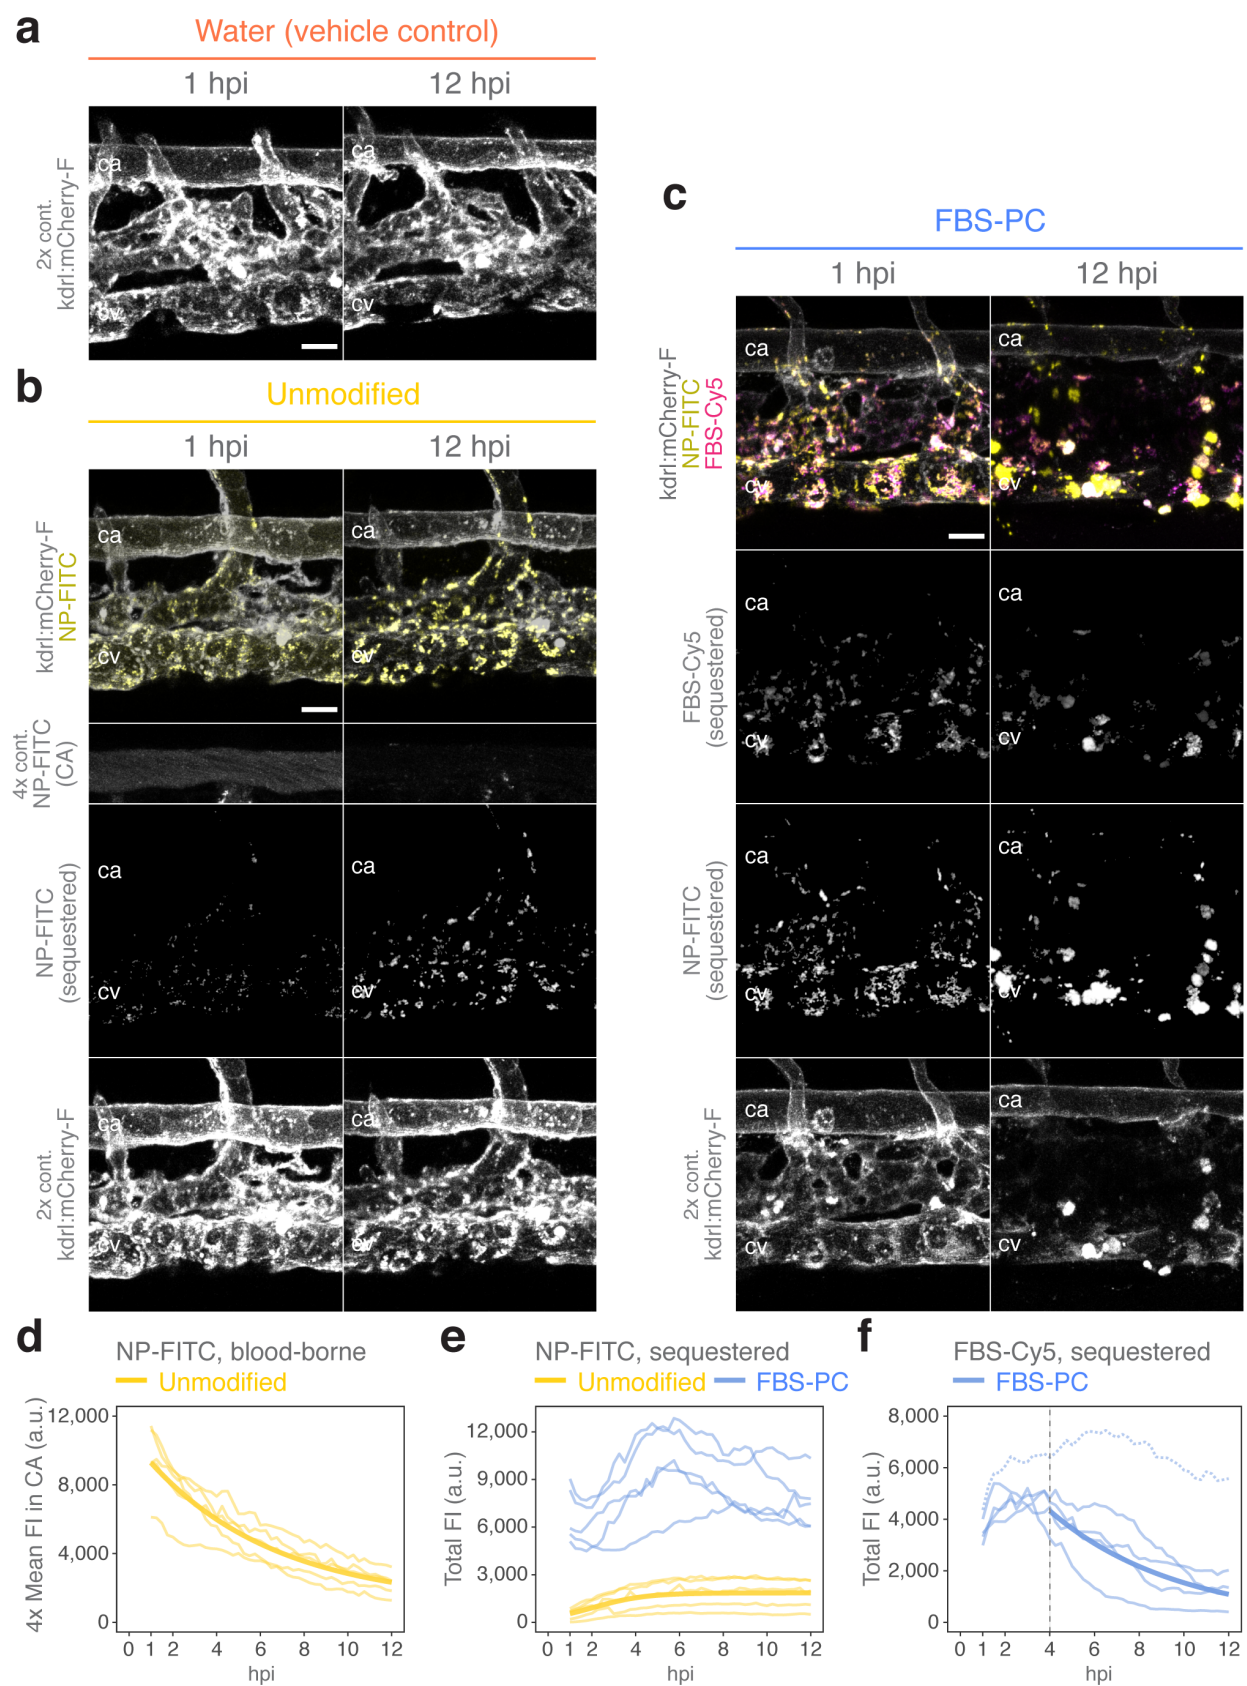 a
Water (vehicle control)
1 hpi
12 hpi
2x cont.
kdrl:mCherry-F
ca
cv
ca
cv
b
Unmodified
1 hpi
12 hpi
kdrl:mCherry-F
NP-FITC
ca
cv
ca
cv
4x cont.
NP-FITC
(CA)
NP-FITC
(sequestered)
ca
cv
ca
cv
2x cont.
kdrl:mCherry-F
ca
cv
ca
cv
c
FBS-PC
1 hpi
12 hpi
kdrl:mCherry-F
NP-FITC
FBS-Cy5
ca
cv
ca
cv
FBS-Cy5
(sequestered)
ca
cv
ca
cv
NP-FITC
(sequestered)
ca
cv
ca
cv
2x cont.
kdrl:mCherry-F
ca
cv
ca
cv
d
NP-FITC, blood-borne
Unmodified
4x Mean FI in CA (a.u.)
12,000
8,000
4,000
0
0 1 2 4 6 8 10 12
hpi
e
NP-FITC, sequestered
Unmodified FBS-PC
Total FI (a.u.)
12,000
9,000
6,000
3,000
0
0 1 2 4 6 8 10 12
hpi
f
FBS-Cy5, sequestered
FBS-PC
Total FI (a.u.)
8,000
6,000
4,000
2,000
0
0 1 2 4 6 8 10 12
hpi